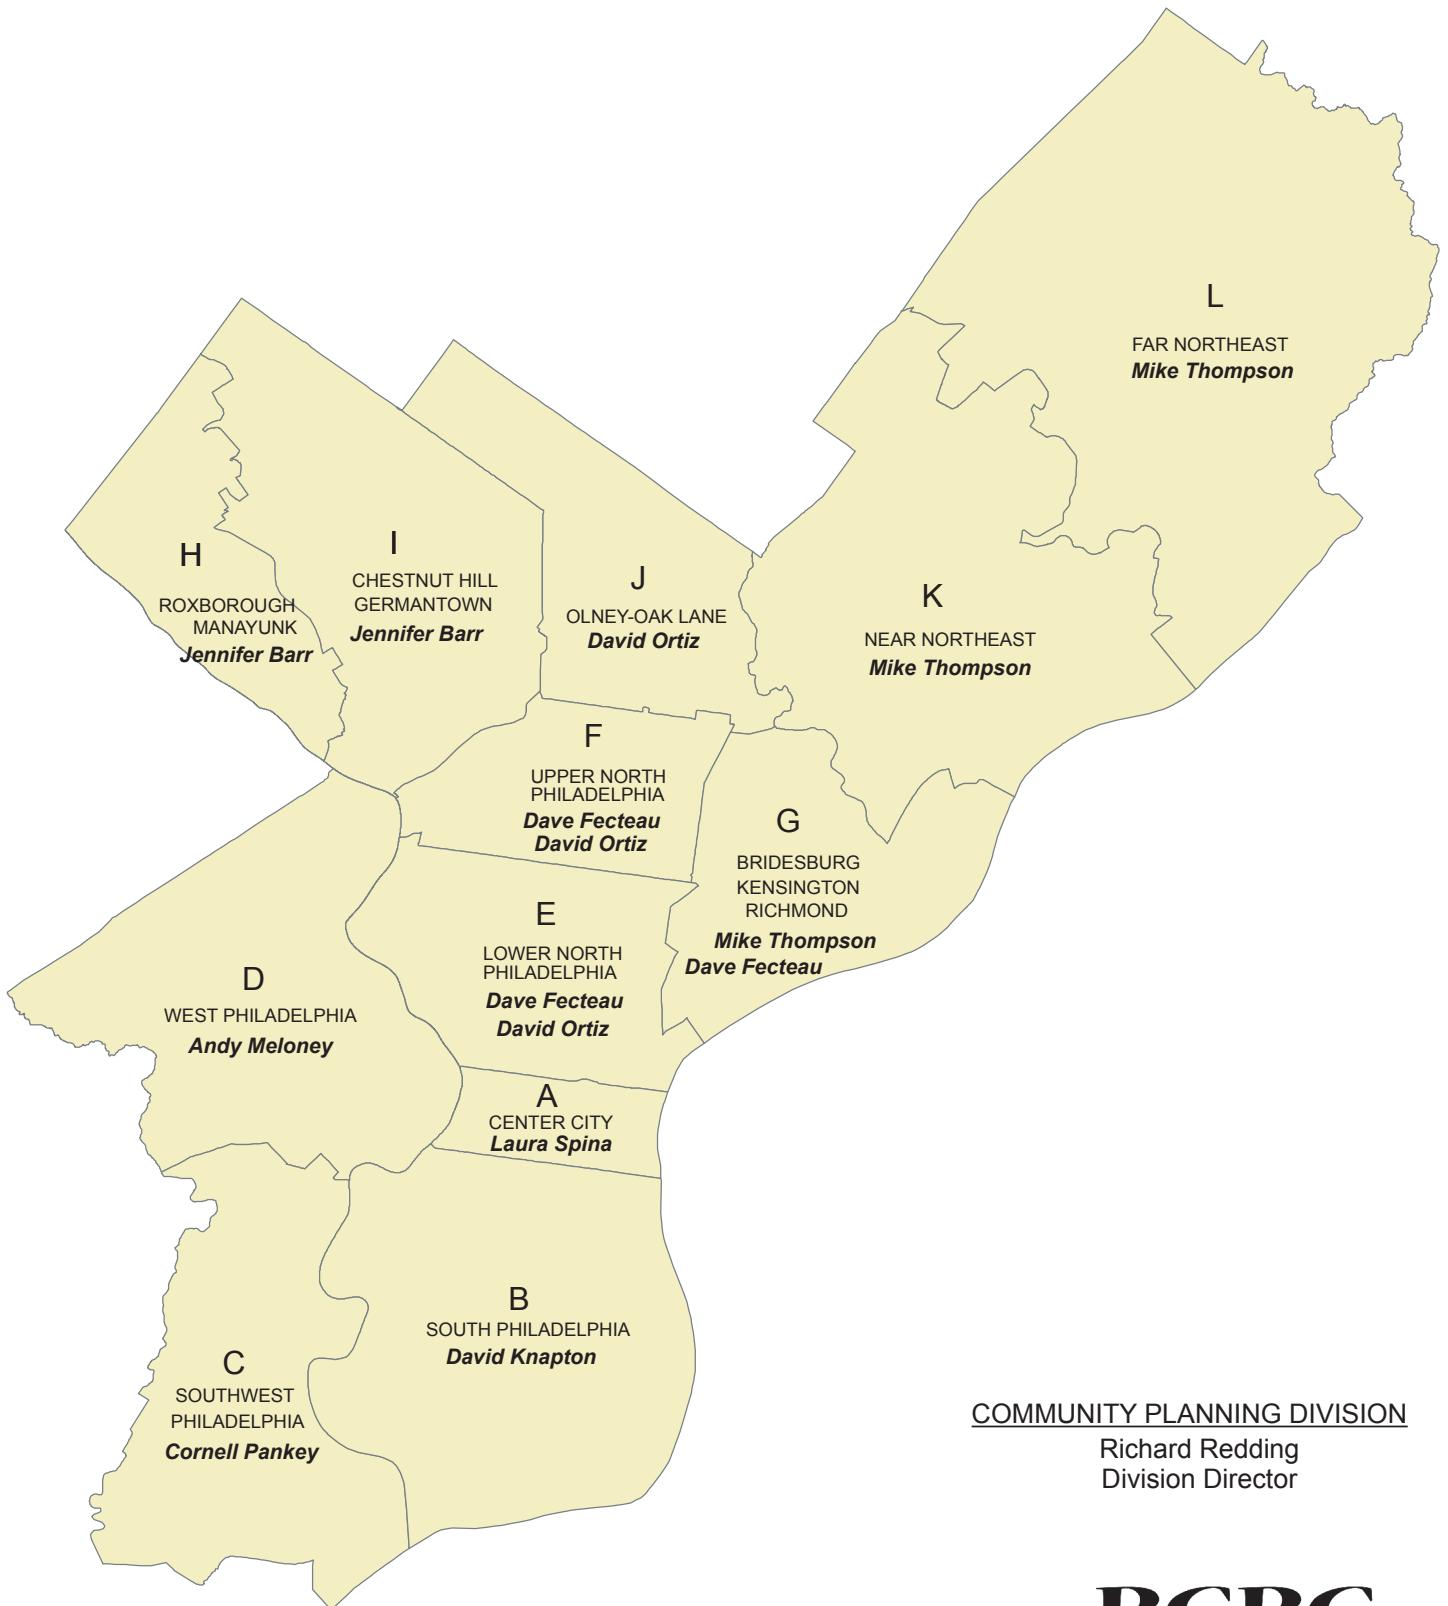 L
FAR NORTHEAST
Mike Thompson
H
ROXBOROUGH
MANAYUNK
Jennifer Barr
I
CHESTNUT HILL
GERMANTOWN
Jennifer Barr
J
OLNEY-OAK LANE
David Ortiz
K
NEAR NORTHEAST
Mike Thompson
F
UPPER NORTH
PHILADELPHIA
Dave Fecteau
David Ortiz
G
BRIDESBURG
KENSINGTON
RICHMOND
Mike Thompson
Dave Fecteau
E
LOWER NORTH
PHILADELPHIA
Dave Fecteau
David Ortiz
D
WEST PHILADELPHIA
Andy Meloney
A
CENTER CITY
Laura Spina
B
SOUTH PHILADELPHIA
David Knapton
C
SOUTHWEST
PHILADELPHIA
Cornell Pankey
COMMUNITY PLANNING DIVISION
Richard Redding
Division Director